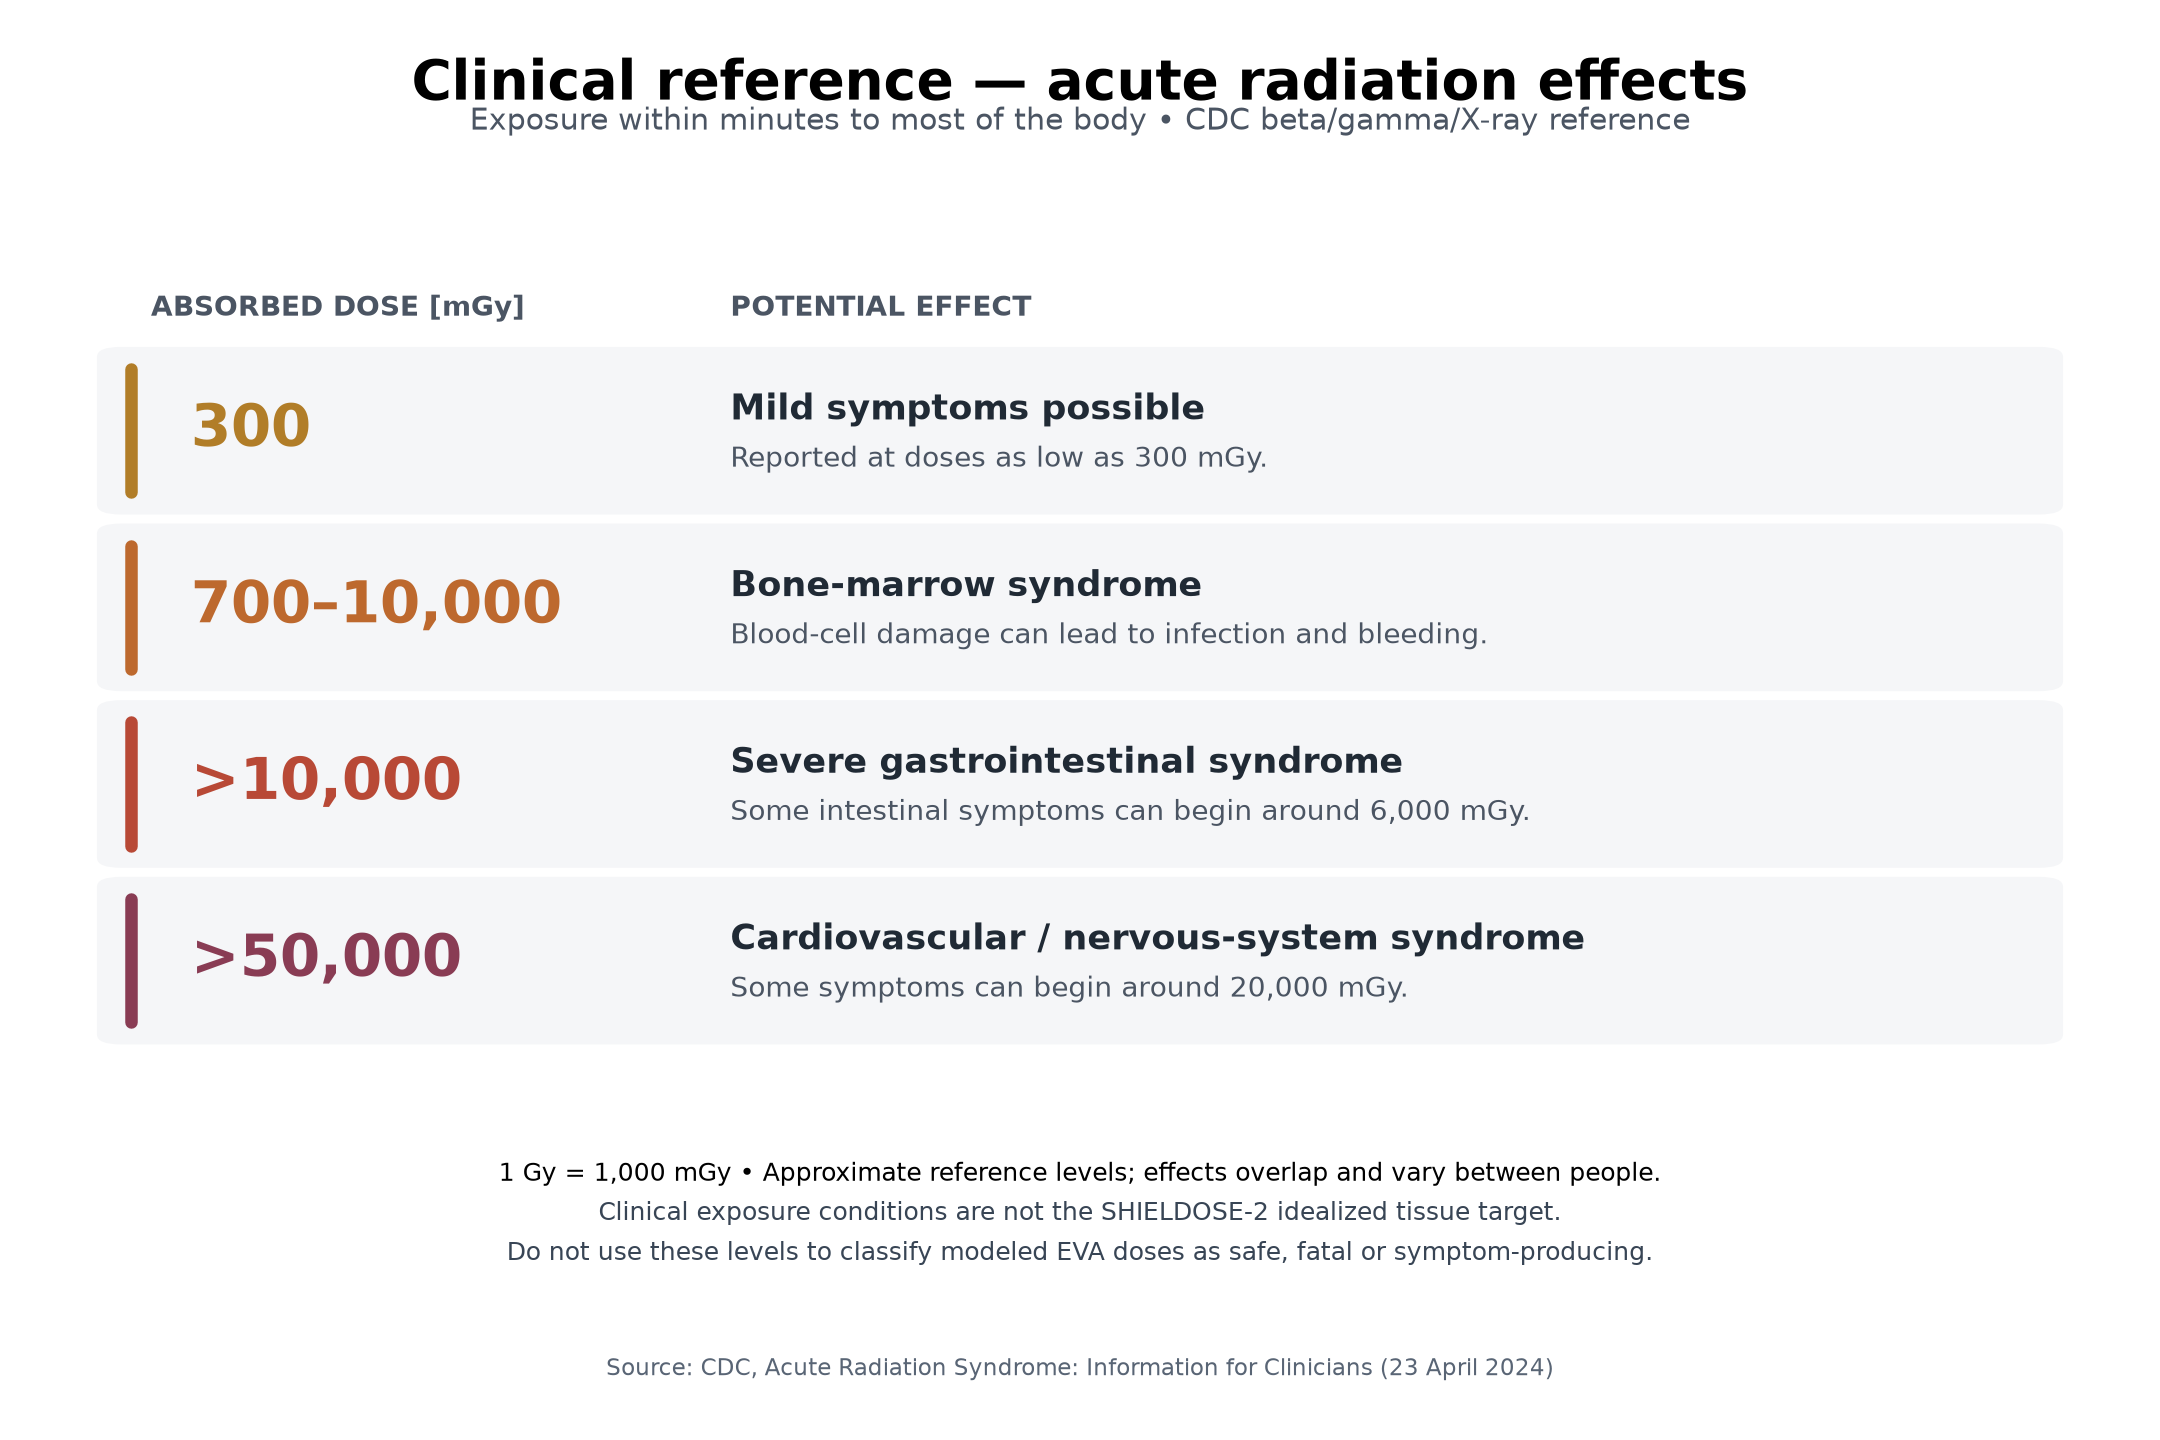 Clinical reference — acute radiation effects
Exposure within minutes to most of the body • CDC beta/gamma/X-ray reference
ABSORBED DOSE [mGy]
POTENTIAL EFFECT
300
Mild symptoms possible
Reported at doses as low as 300 mGy.
700–10,000
Bone-marrow syndrome
Blood-cell damage can lead to infection and bleeding.
>10,000
Severe gastrointestinal syndrome
Some intestinal symptoms can begin around 6,000 mGy.
>50,000
Cardiovascular / nervous-system syndrome
Some symptoms can begin around 20,000 mGy.
1 Gy = 1,000 mGy • Approximate reference levels; effects overlap and vary between people.
Clinical exposure conditions are not the SHIELDOSE-2 idealized tissue target.
Do not use these levels to classify modeled EVA doses as safe, fatal or symptom-producing.
Source: CDC, Acute Radiation Syndrome: Information for Clinicians (23 April 2024)